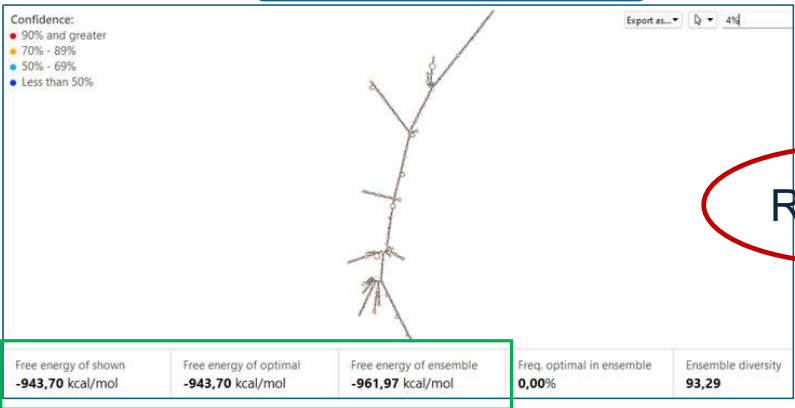 Confidence:
90% and greater
70% - 89%
50% - 69%
Less than 50%
Export as...
4%
R
Free energy of shown
-943,70 kcal/mol
Free energy of optimal
-943,70 kcal/mol
Free energy of ensemble
-961,97 kcal/mol
Freq. optimal in ensemble
0,00%
Ensemble diversity
93,29